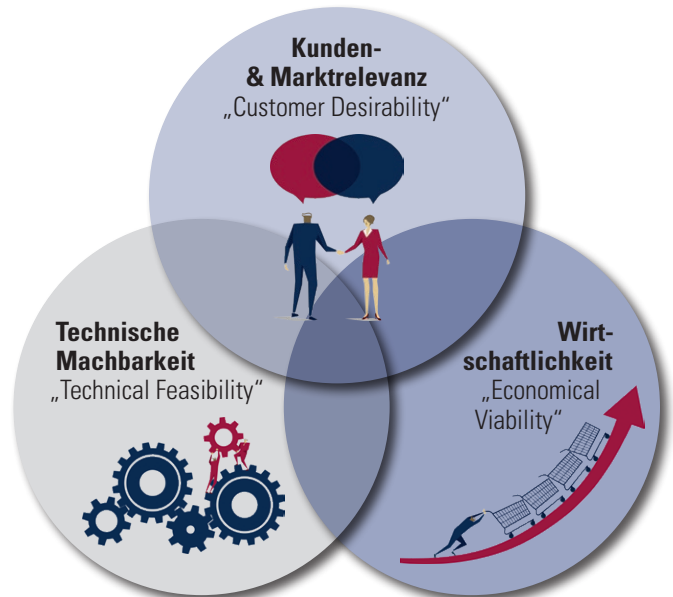 Kunden-
& Marktrelevanz
„Customer Desirability“
Technische
Machbarkeit
„Technical Feasibility“
Wirt-
schaftlichkeit
„Economical
Viability“